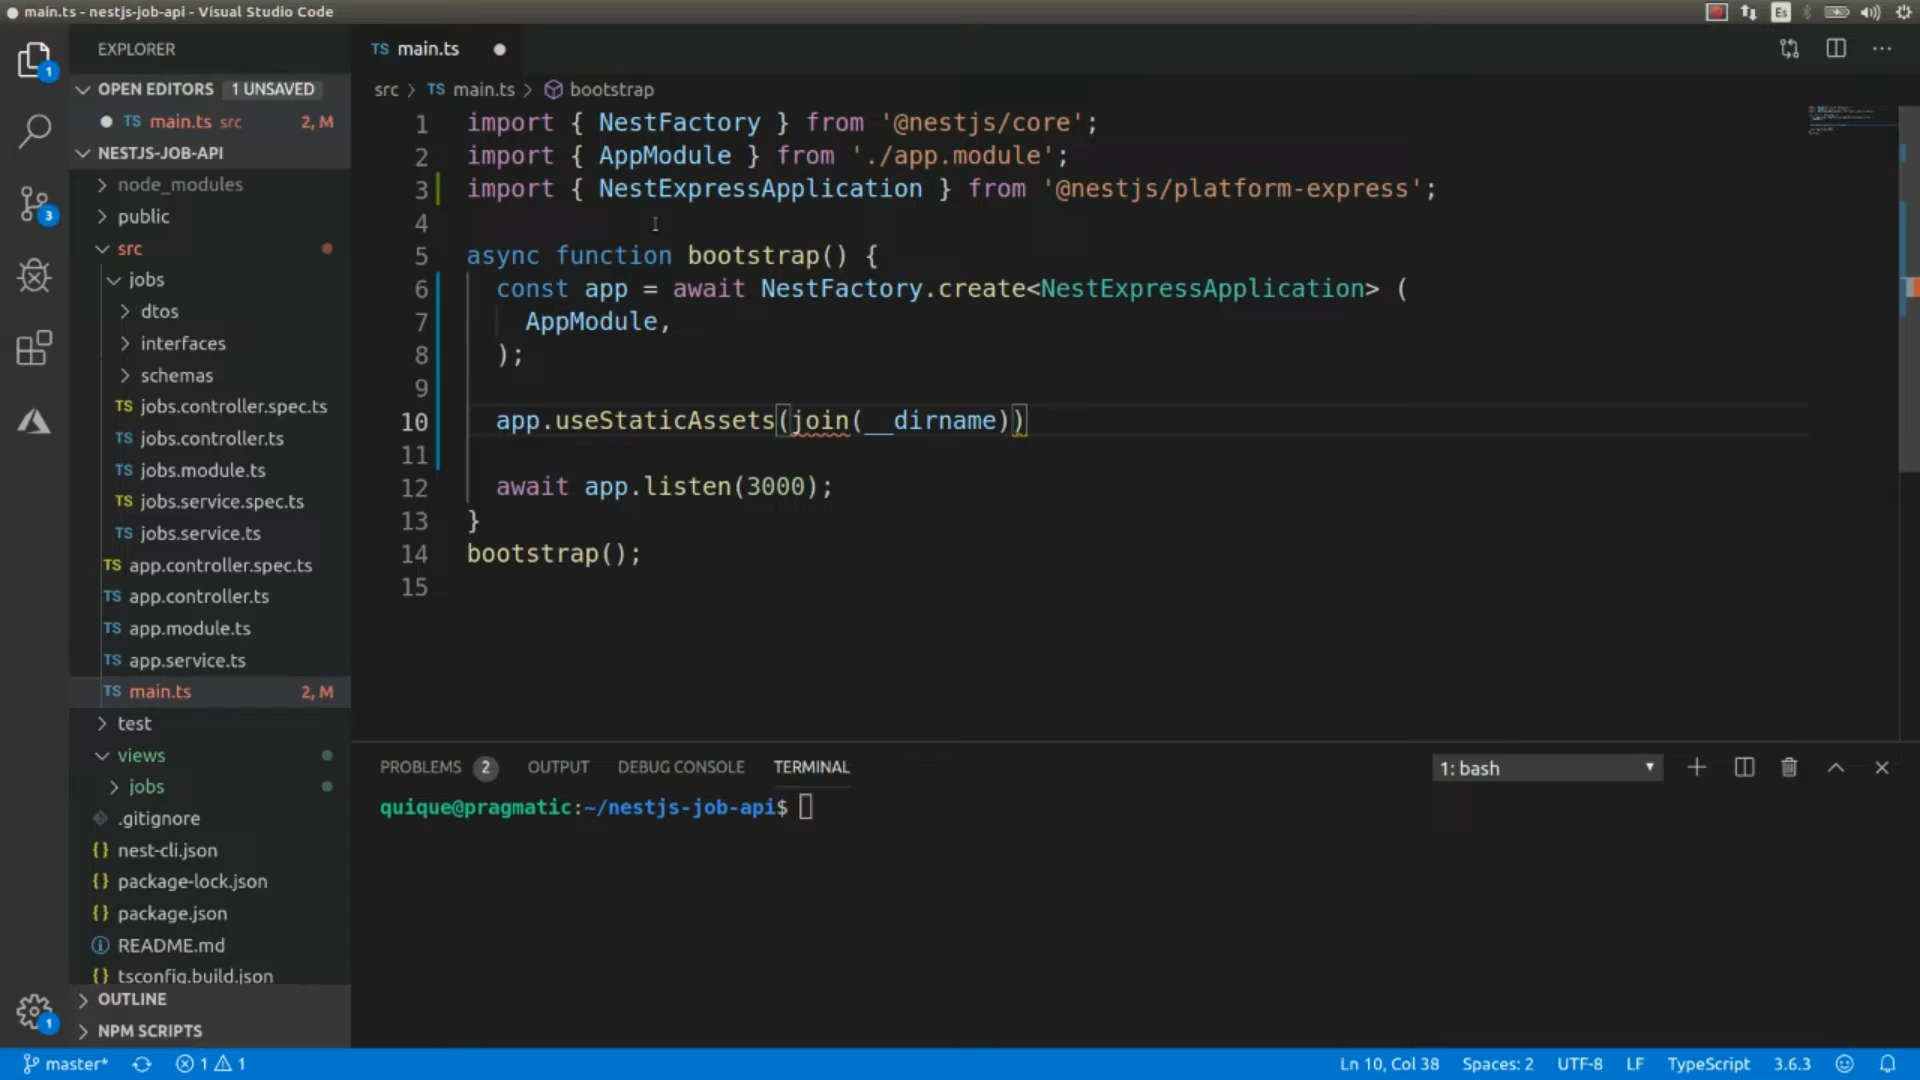 main.ts - nestjs-job-api - Visual Studio Code
Es
EXPLORER
OPEN EDITORS 1 UNSAVED
TS main.ts src 2, M
NESTJS-JOB-API
node_modules
public
src
jobs
dtos
interfaces
schemas
TS jobs.controller.spec.ts
TS jobs.controller.ts
TS jobs.module.ts
TS jobs.service.spec.ts
TS jobs.service.ts
TS app.controller.spec.ts
TS app.controller.ts
TS app.module.ts
TS app.service.ts
TS main.ts 2, M
test
views
jobs
.gitignore
{} nest-cli.json
{} package-lock.json
{} package.json
README.md
{} tsconfig.build.json
OUTLINE
NPM SCRIPTS
1
3
1
TS main.ts
src > TS main.ts > bootstrap
1 import { NestFactory } from '@nestjs/core';
2 import { AppModule } from './app.module';
3 import { NestExpressApplication } from '@nestjs/platform-express';
4
5 async function bootstrap() {
6 const app = await NestFactory.create<NestExpressApplication> (
7 AppModule,
8 );
9
10 app.useStaticAssets(join(__dirname))
11
12 await app.listen(3000);
13 }
14 bootstrap();
15
PROBLEMS 2 OUTPUT DEBUG CONSOLE TERMINAL 1: bash
quique@pragmatic:~/nestjs-job-api$
master* 1 1 Ln 10, Col 38 Spaces: 2 UTF-8 LF TypeScript 3.6.3